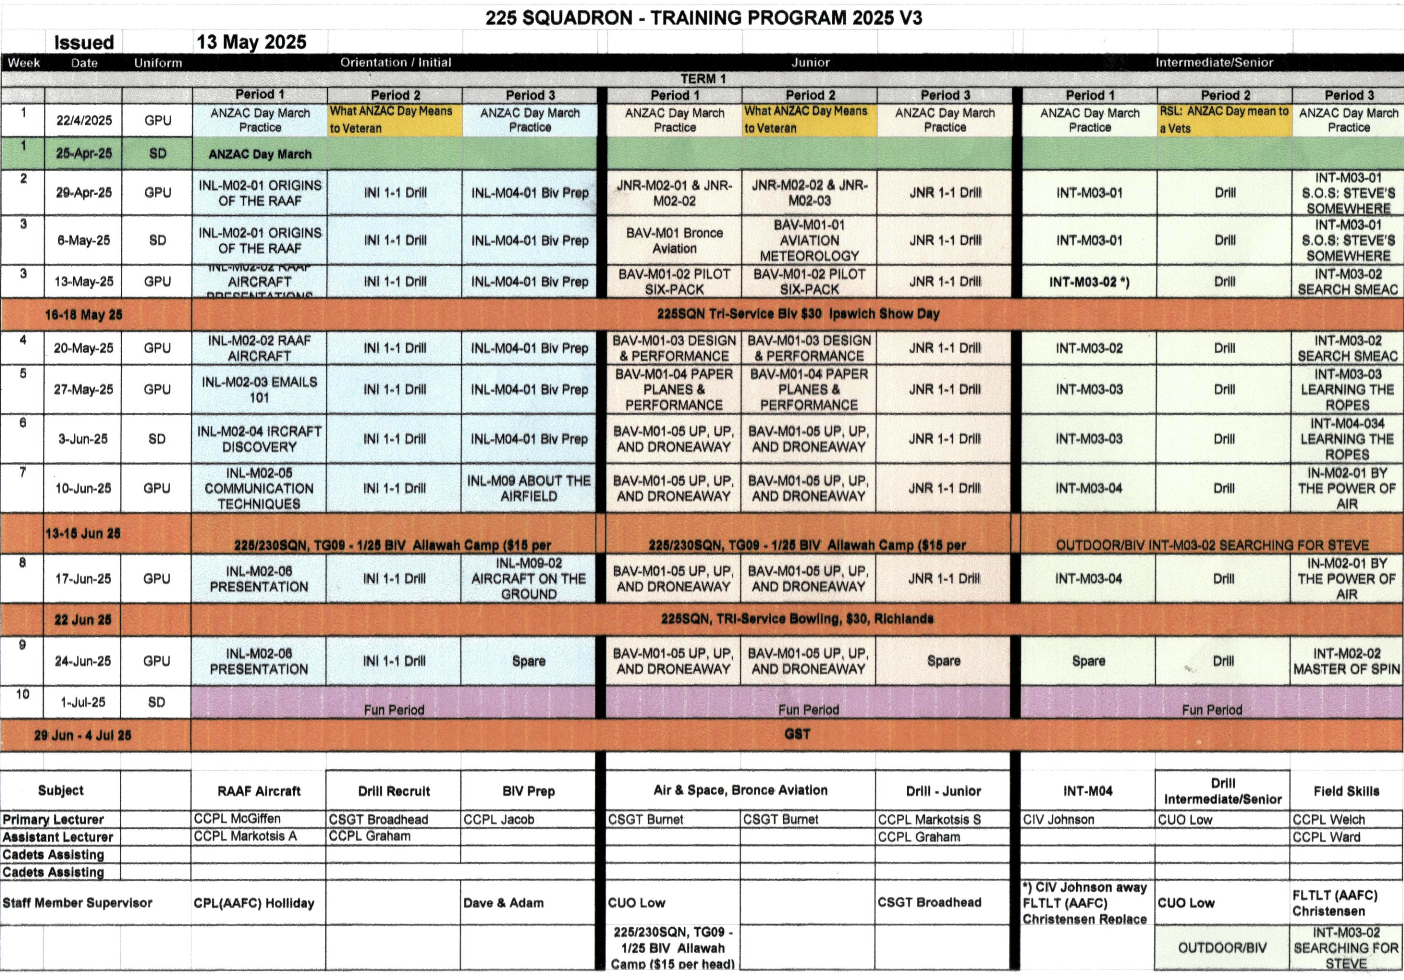 225 SQUADRON - TRAINING PROGRAM 2025 V3
Issued 13 May 2025
Week Date Uniform Orientation / Initial Junior Intermediate/Senior
TERM 1
Period 1 Period 2 Period 3 Period 1 Period 2 Period 3 Period 1 Period 2 Period 3
1 22/4/2025 GPU ANZAC Day March Practice What ANZAC Day Means to Veteran ANZAC Day March Practice ANZAC Day March Practice What ANZAC Day Means to Veteran ANZAC Day March Practice ANZAC Day March Practice RSL: ANZAC Day mean to a Vets ANZAC Day March Practice
1 25-Apr-25 SD ANZAC Day March
2 29-Apr-25 GPU INL-M02-01 ORIGINS OF THE RAAF INI 1-1 Drill INL-M04-01 Biv Prep JNR-M02-01 & JNR-M02-02 JNR-M02-02 & JNR-M02-03 JNR 1-1 Drill INT-M03-01 Drill INT-M03-01 S.O.S: STEVE'S SOMEWHERE
3 6-May-25 SD INL-M02-01 ORIGINS OF THE RAAF INI 1-1 Drill INL-M04-01 Biv Prep BAV-M01 Bronce Aviation BAV-M01-01 AVIATION METEOROLOGY JNR 1-1 Drill INT-M03-01 Drill INT-M03-01 S.O.S: STEVE'S SOMEWHERE
3 13-May-25 GPU INL-M02-02 RAAF AIRCRAFT PRESENTATIONS INI 1-1 Drill INL-M04-01 Biv Prep BAV-M01-02 PILOT SIX-PACK BAV-M01-02 PILOT SIX-PACK JNR 1-1 Drill INT-M03-02 *) Drill INT-M03-02 SEARCH SMEAC
16-18 May 25 225SQN Tri-Service Biv $30 Ipswich Show Day
4 20-May-25 GPU INL-M02-02 RAAF AIRCRAFT INI 1-1 Drill INL-M04-01 Biv Prep BAV-M01-03 DESIGN & PERFORMANCE BAV-M01-03 DESIGN & PERFORMANCE JNR 1-1 Drill INT-M03-02 Drill INT-M03-02 SEARCH SMEAC
5 27-May-25 GPU INL-M02-03 EMAILS 101 INI 1-1 Drill INL-M04-01 Biv Prep BAV-M01-04 PAPER PLANES & PERFORMANCE BAV-M01-04 PAPER PLANES & PERFORMANCE JNR 1-1 Drill INT-M03-03 Drill INT-M03-03 LEARNING THE ROPES
6 3-Jun-25 SD INL-M02-04 IRCRAFT DISCOVERY INI 1-1 Drill INL-M04-01 Biv Prep BAV-M01-05 UP, UP, AND DRONEAWAY BAV-M01-05 UP, UP, AND DRONEAWAY JNR 1-1 Drill INT-M03-03 Drill INT-M04-034 LEARNING THE ROPES
7 10-Jun-25 GPU INL-M02-05 COMMUNICATION TECHNIQUES INI 1-1 Drill INL-M09 ABOUT THE AIRFIELD BAV-M01-05 UP, UP, AND DRONEAWAY BAV-M01-05 UP, UP, AND DRONEAWAY JNR 1-1 Drill INT-M03-04 Drill IN-M02-01 BY THE POWER OF AIR
13-15 Jun 25 225/230SQN, TG09 - 1/25 BIV Allawah Camp ($15 per 225/230SQN, TG09 - 1/25 BIV Allawah Camp ($15 per OUTDOOR/BIV INT-M03-02 SEARCHING FOR STEVE
8 17-Jun-25 GPU INL-M02-06 PRESENTATION INI 1-1 Drill INL-M09-02 AIRCRAFT ON THE GROUND BAV-M01-05 UP, UP, AND DRONEAWAY BAV-M01-05 UP, UP, AND DRONEAWAY JNR 1-1 Drill INT-M03-04 Drill IN-M02-01 BY THE POWER OF AIR
22 Jun 25 225SQN, TRI-Service Bowling, $30, Richlands
9 24-Jun-25 GPU INL-M02-06 PRESENTATION INI 1-1 Drill Spare BAV-M01-05 UP, UP, AND DRONEAWAY BAV-M01-05 UP, UP, AND DRONEAWAY Spare Spare Drill INT-M02-02 MASTER OF SPIN
10 1-Jul-25 SD Fun Period Fun Period Fun Period
29 Jun - 4 Jul 25 GST
Subject RAAF Aircraft Drill Recruit BIV Prep Air & Space, Bronce Aviation Drill - Junior INT-M04 Drill Intermediate/Senior Field Skills
Primary Lecturer CCPL McGiffen CSGT Broadhead CCPL Jacob CSGT Burnet CSGT Burnet CCPL Markotsis S CIV Johnson CUO Low CCPL Welch
Assistant Lecturer CCPL Markotsis A CCPL Graham CCPL Graham CCPL Ward
Cadets Assisting
Cadets Assisting
Staff Member Supervisor CPL(AAFC) Holliday Dave & Adam CUO Low CSGT Broadhead *) CIV Johnson away FLTLT (AAFC) Christensen Replace CUO Low FLTLT (AAFC) Christensen
225/230SQN, TG09 - 1/25 BIV Allawah Camp ($15 per head) OUTDOOR/BIV INT-M03-02 SEARCHING FOR STEVE